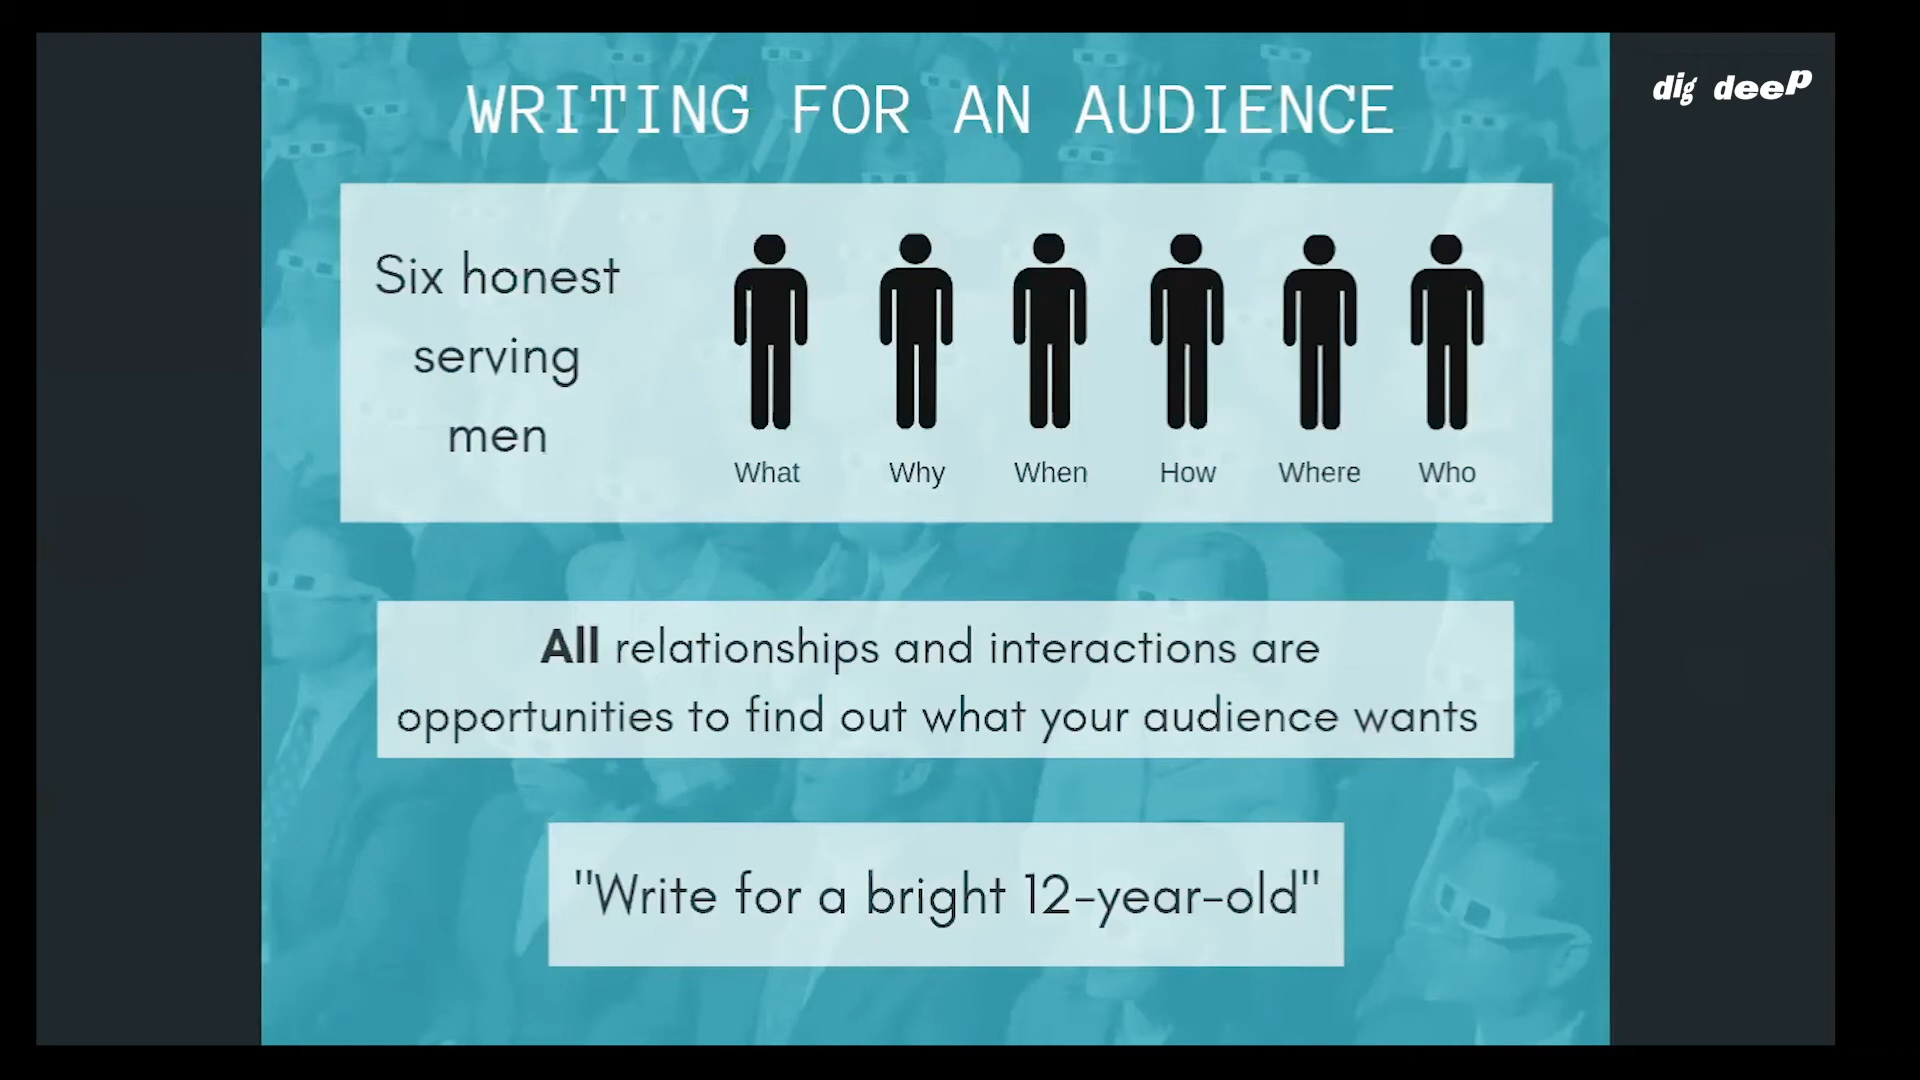 WRITING FOR AN AUDIENCE
dig deep
Six honest
serving
men
What Why When How Where Who
All relationships and interactions are
opportunities to find out what your audience wants
"Write for a bright 12-year-old"